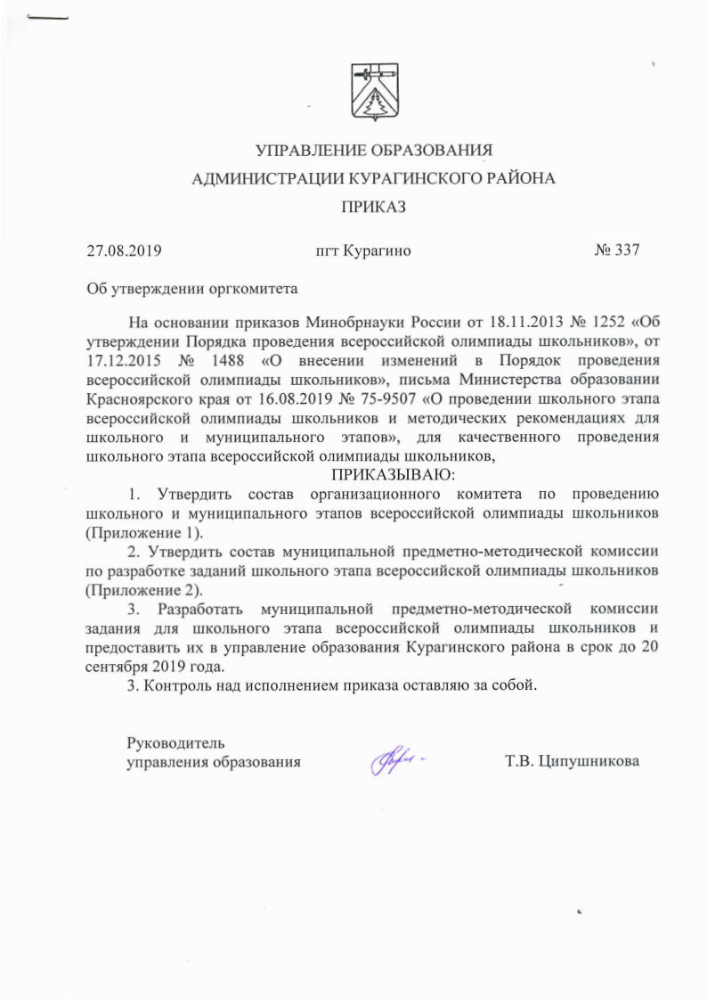 УПРАВЛЕНИЕ ОБРАЗОВАНИЯ
АДМИНИСТРАЦИИ КУРАГИНСКОГО РАЙОНА
ПРИКАЗ
27.08.2019 пгт Курагино № 337
Об утверждении оргкомитета
На основании приказов Минобрнауки России от 18.11.2013 № 1252 «Об
утверждении Порядка проведения всероссийской олимпиады школьников», от
17.12.2015 № 1488 «О внесении изменений в Порядок проведения
всероссийской олимпиады школьников», письма Министерства образовании
Красноярского края от 16.08.2019 № 75-9507 «О проведении школьного этапа
всероссийской олимпиады школьников и методических рекомендациях для
школьного и муниципального этапов», для качественного проведения
школьного этапа всероссийской олимпиады школьников,
ПРИКАЗЫВАЮ:
1. Утвердить состав организационного комитета по проведению
школьного и муниципального этапов всероссийской олимпиады школьников
(Приложение 1).
2. Утвердить состав муниципальной предметно-методической комиссии
по разработке заданий школьного этапа всероссийской олимпиады школьников
(Приложение 2).
3. Разработать муниципальной предметно-методической комиссии
задания для школьного этапа всероссийской олимпиады школьников и
предоставить их в управление образования Курагинского района в срок до 20
сентября 2019 года.
3. Контроль над исполнением приказа оставляю за собой.
Руководитель
управления образования Т.В. Ципушникова